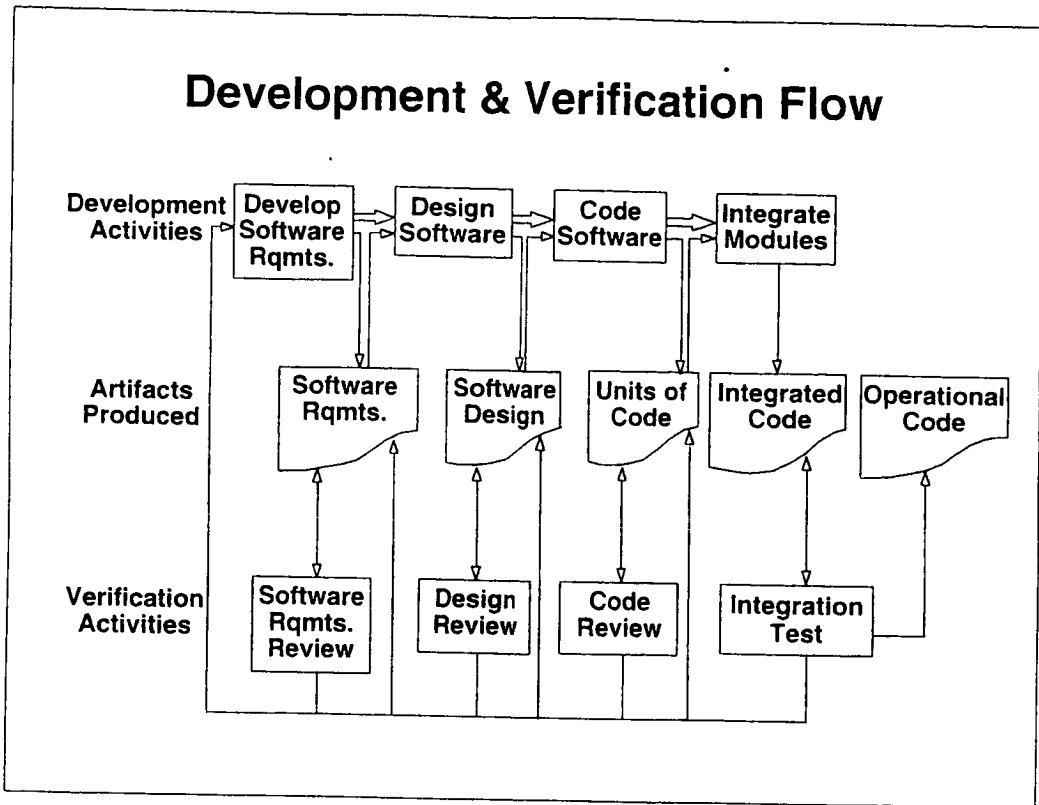 Development & Verification Flow
Development
Activities
Develop
Software
Rqmts.
Design
Software
Code
Software
Integrate
Modules
Artifacts
Produced
Software
Rqmts.
Software
Design
Units of
Code
Integrated
Code
Operational
Code
Verification
Activities
Software
Rqmts.
Review
Design
Review
Code
Review
Integration
Test